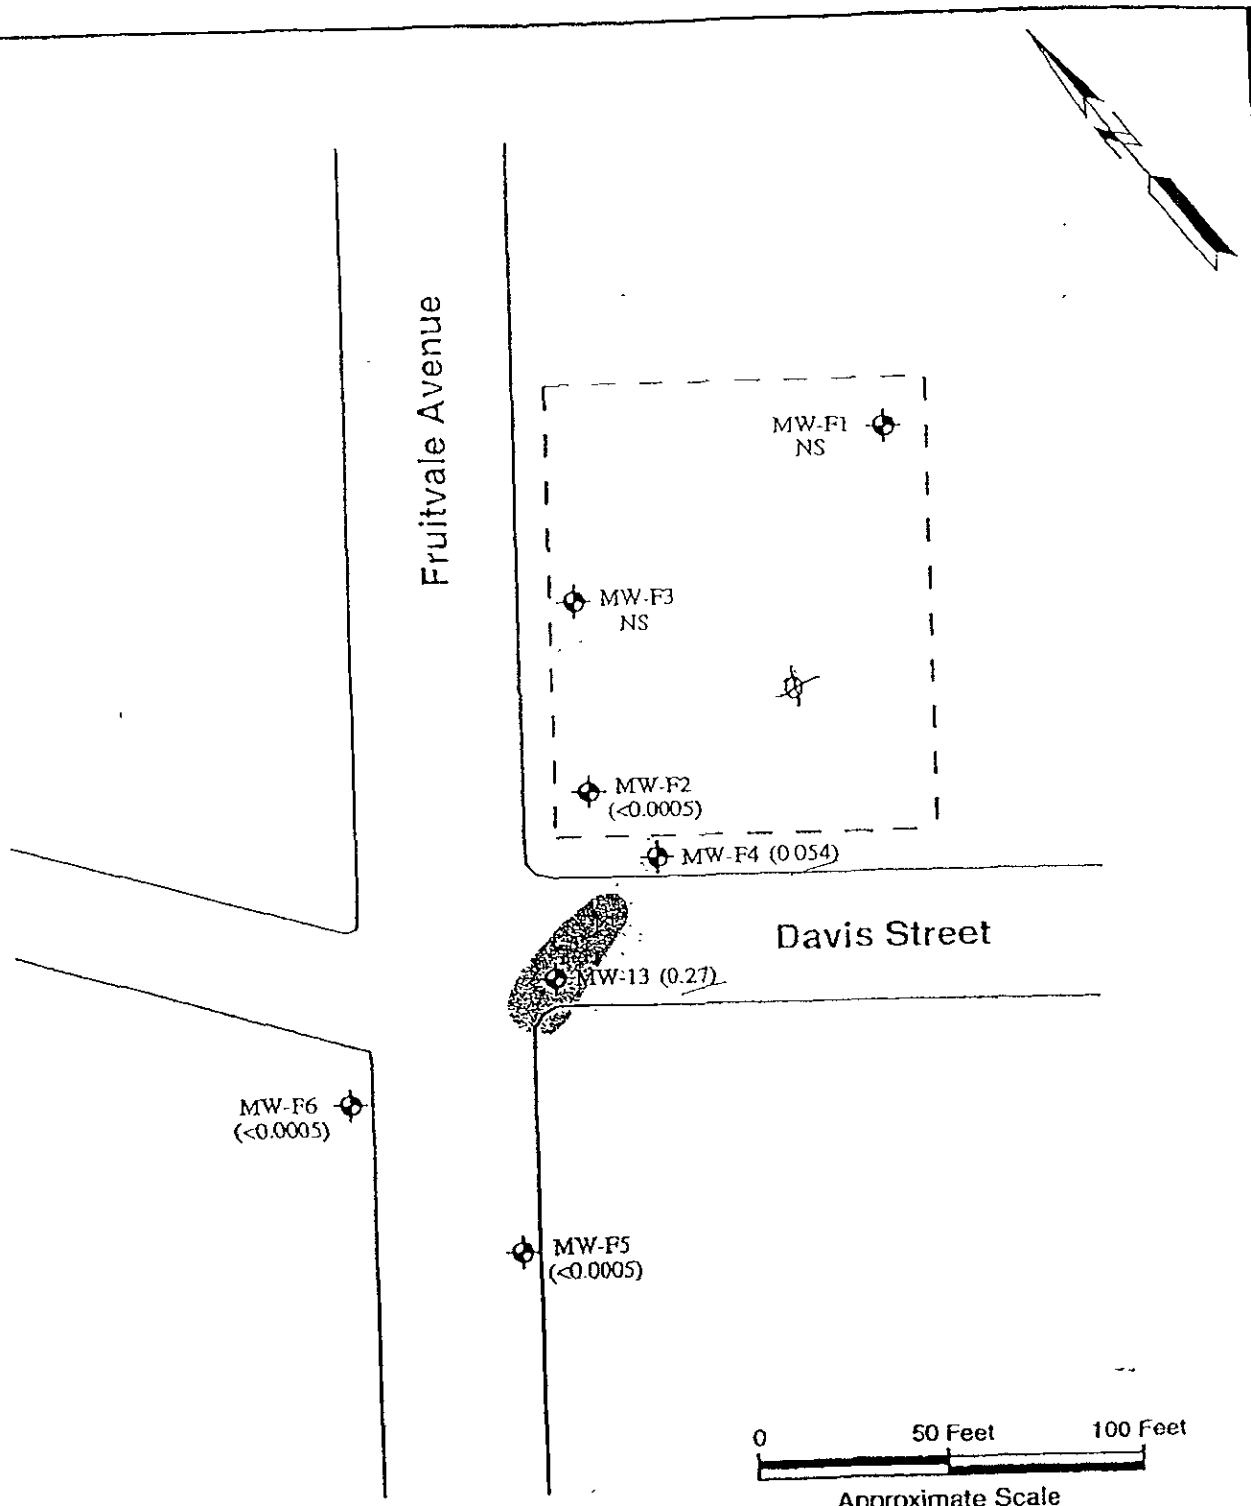 N
Fruitvale Avenue
MW-F1
NS
MW-F3
NS
MW-F2
(<0.0005)
MW-F4 (0.054)
Davis Street
MW-13 (0.27)
MW-F6
(<0.0005)
MW-F5
(<0.0005)
0 50 Feet 100 Feet
Approximate Scale